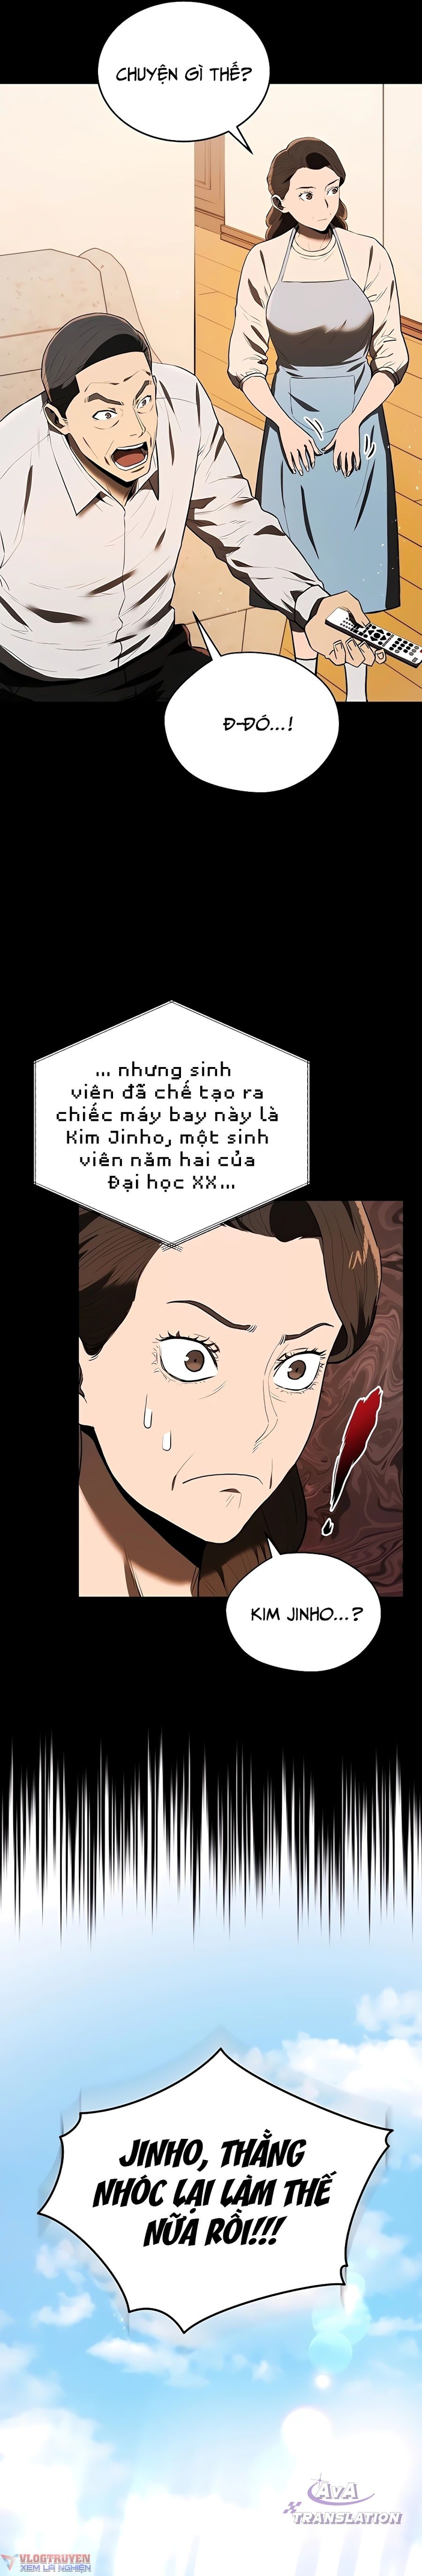 CHUYỆN GÌ THẾ?
Đ-ĐÓ...!
... nhưng sinh
viên đã chế tạo ra
chiếc máy bay này là
Kim Jinho, một sinh
viên năm hai của
Đại học XX...
KIM JINHO...?
JINHO, THẰNG
NHÓC LẠI LÀM THẾ
NỮA RỒI!!!
AVA
TRANSLATION
VLOGTRUYEN
XEM LÀ NGHIỆN